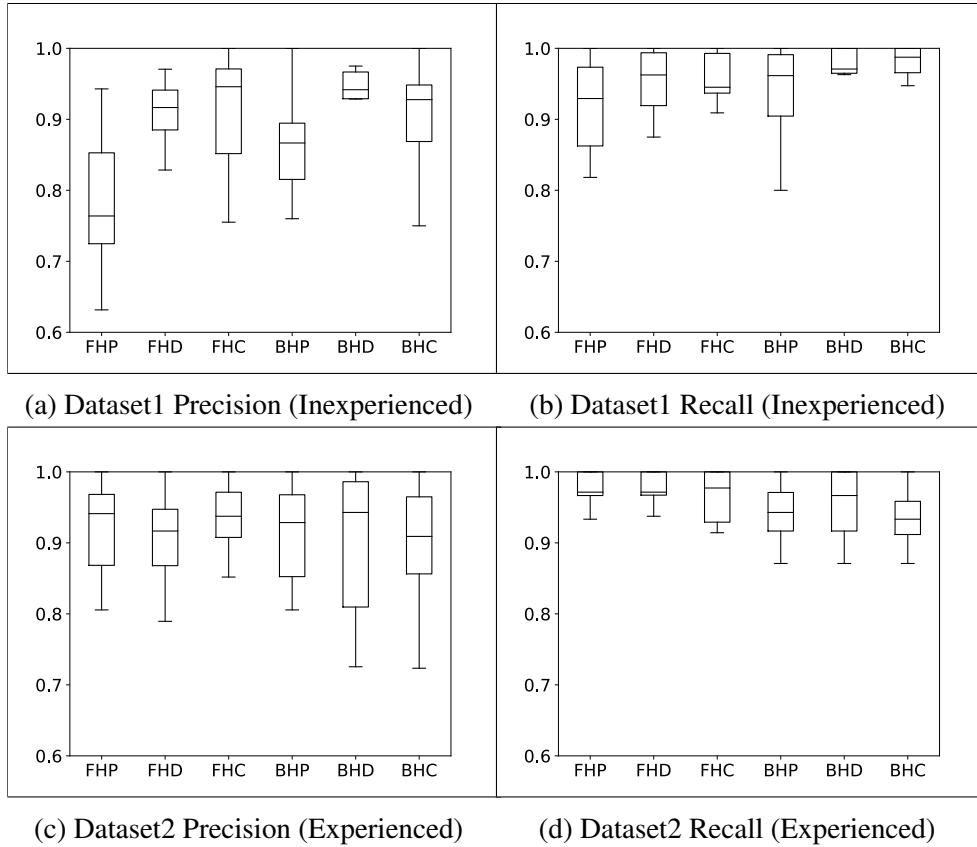 1.0
0.9
0.8
0.7
0.6
FHP FHD FHC BHP BHD BHC
(a) Dataset1 Precision (Inexperienced)
1.0
0.9
0.8
0.7
0.6
FHP FHD FHC BHP BHD BHC
(b) Dataset1 Recall (Inexperienced)
1.0
0.9
0.8
0.7
0.6
FHP FHD FHC BHP BHD BHC
(c) Dataset2 Precision (Experienced)
1.0
0.9
0.8
0.7
0.6
FHP FHD FHC BHP BHD BHC
(d) Dataset2 Recall (Experienced)